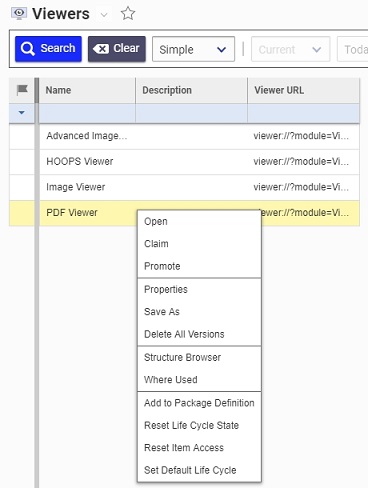 Viewers
Search Clear Simple Current Toda
Name Description Viewer URL
Advanced Image... viewer://?module=Vi...
HOOPS Viewer viewer://?module=Vi...
Image Viewer viewer://?module=Vi...
PDF Viewer viewer://?module=Vi...
Open
Claim
Promote
Properties
Save As
Delete All Versions
Structure Browser
Where Used
Add to Package Definition
Reset Life Cycle State
Reset Item Access
Set Default Life Cycle